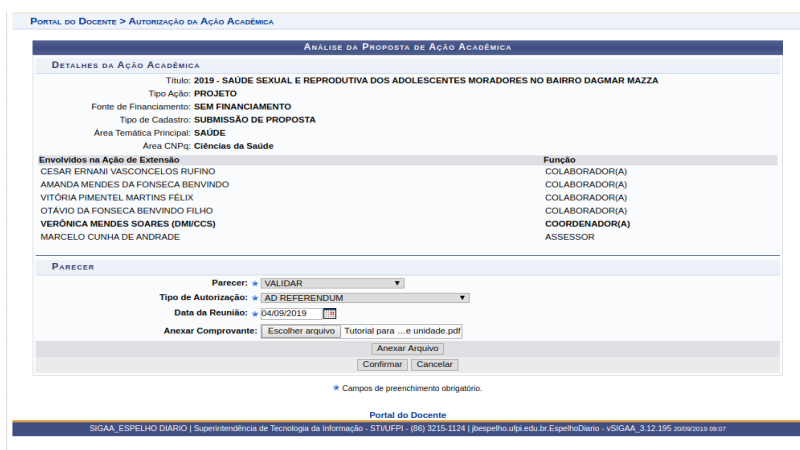 Portal do Docente > Autorização da Ação Acadêmica
Análise da Proposta de Ação Acadêmica
Detalhes da Ação Acadêmica
Título: 2019 - SAÚDE SEXUAL E REPRODUTIVA DOS ADOLESCENTES MORADORES NO BAIRRO DAGMAR MAZZA
Tipo Ação: PROJETO
Fonte de Financiamento: SEM FINANCIAMENTO
Tipo de Cadastro: SUBMISSÃO DE PROPOSTA
Área Temática Principal: SAÚDE
Área CNPq: Ciências da Saúde
Envolvidos na Ação de Extensão Função
CESAR ERNANI VASCONCELOS RUFINO COLABORADOR(A)
AMANDA MENDES DA FONSECA BENVINDO COLABORADOR(A)
VITÓRIA PIMENTEL MARTINS FÉLIX COLABORADOR(A)
OTÁVIO DA FONSECA BENVINDO FILHO COLABORADOR(A)
VERÔNICA MENDES SOARES (DMI/CCS) COORDENADOR(A)
MARCELO CUNHA DE ANDRADE ASSESSOR
Parecer
Parecer: VALIDAR
Tipo de Autorização: AD REFERENDUM
Data da Reunião: 04/09/2019
Anexar Comprovante: Escolher arquivo Tutorial para …e unidade.pdf
Anexar Arquivo
Confirmar Cancelar
Campos de preenchimento obrigatório.
Portal do Docente
SIGAA_ESPELHO DIARIO | Superintendência de Tecnologia da Informação - STI/UFPI - (86) 3215-1124 | jbespelho.ufpi.edu.br.EspelhoDiario - vSIGAA_3.12.195 20/09/2019 09:07